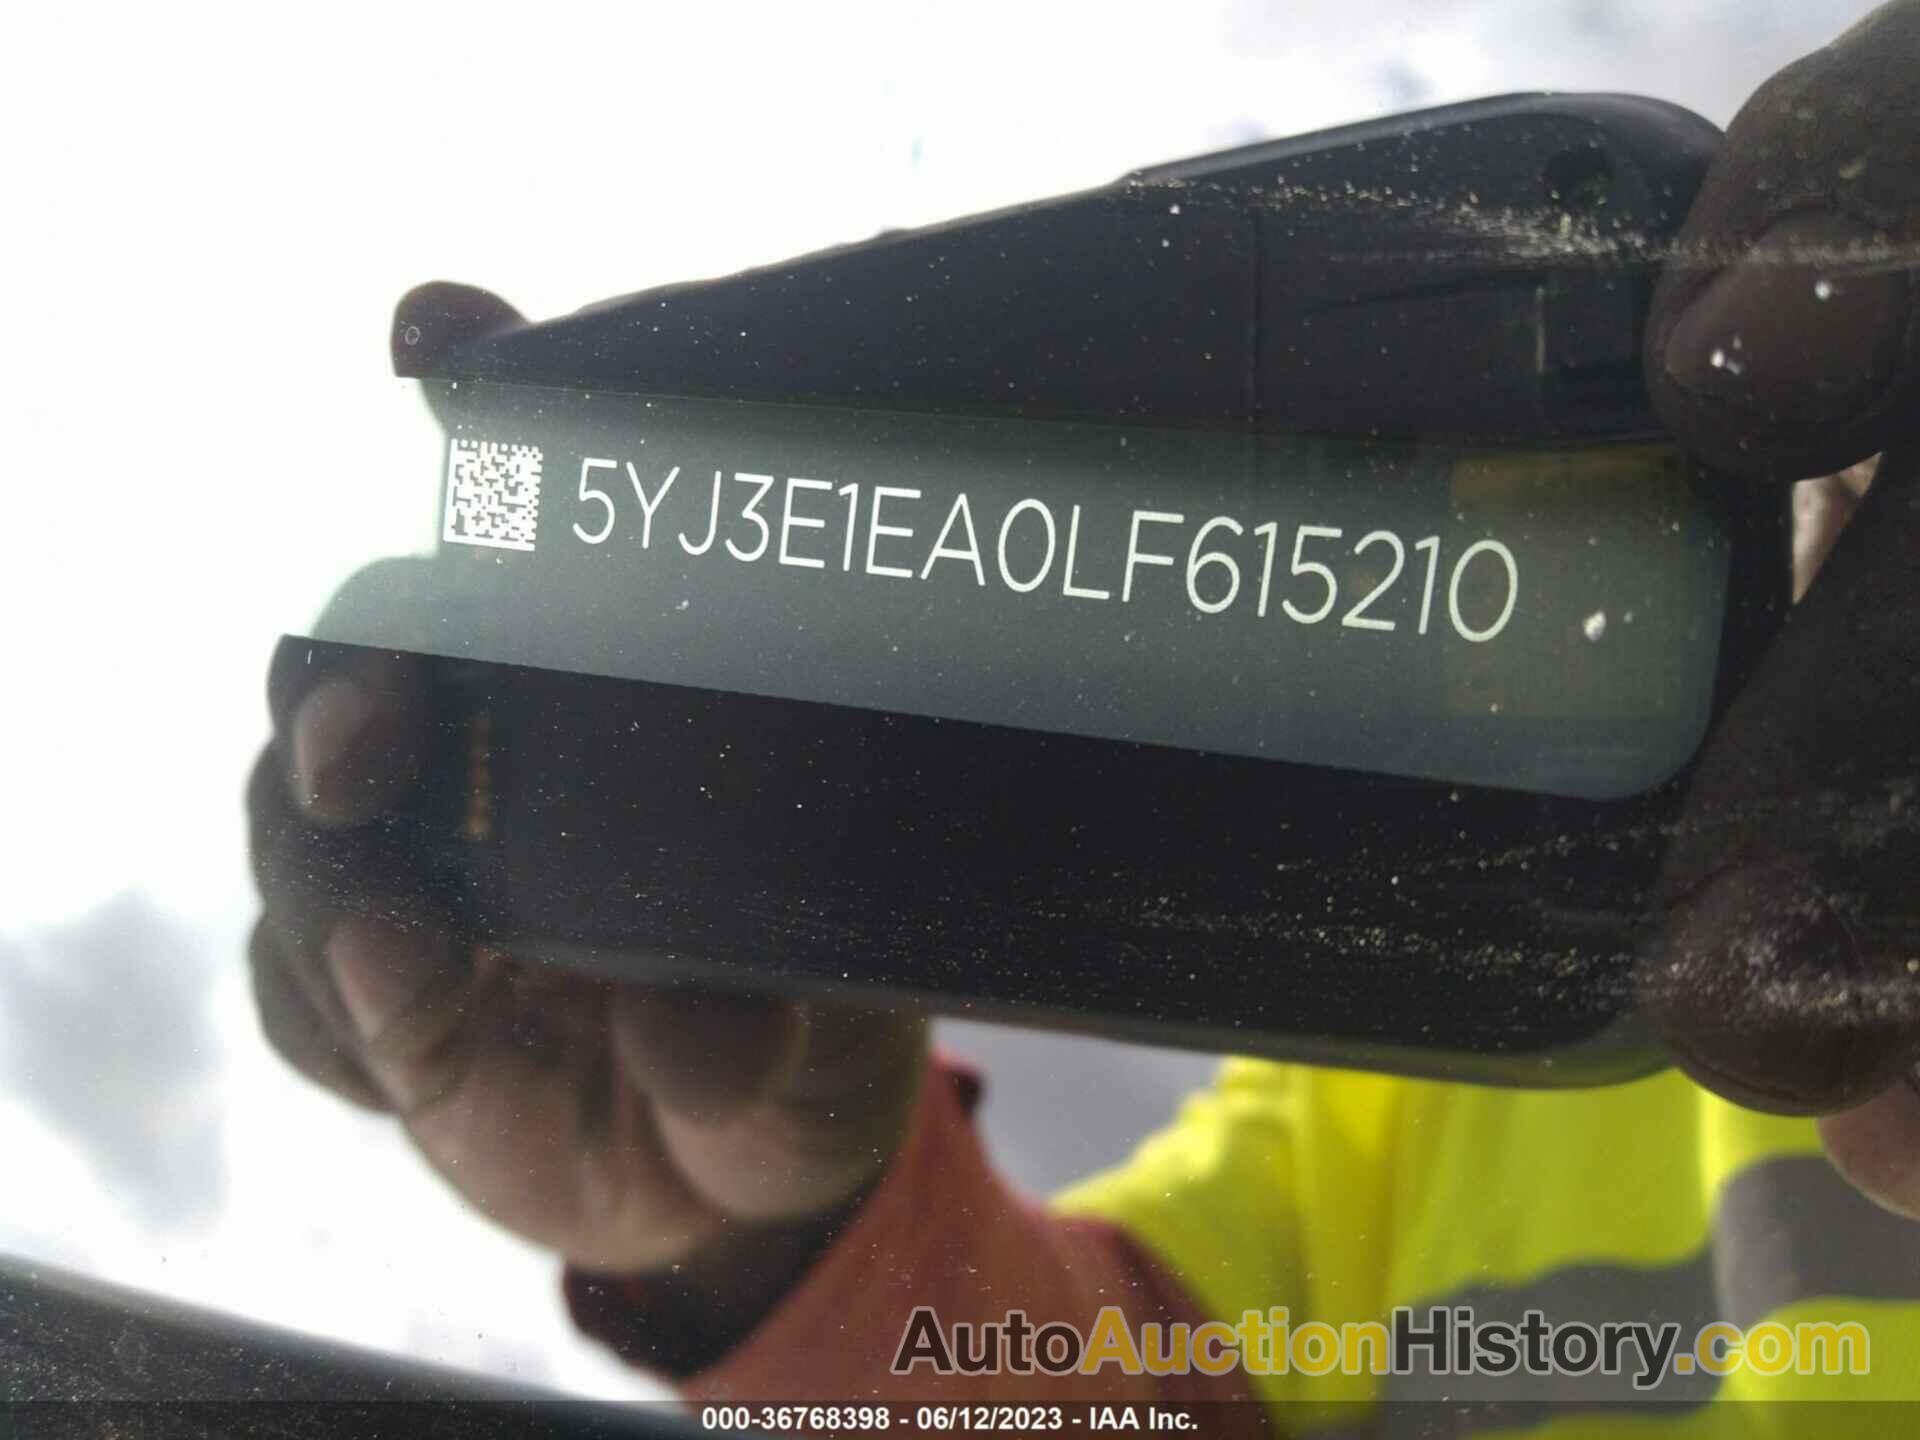 5YJ3E1EA0LF615210
AutoAuctionHistory.com
000-36768398 - 06/12/2023 - IAA Inc.